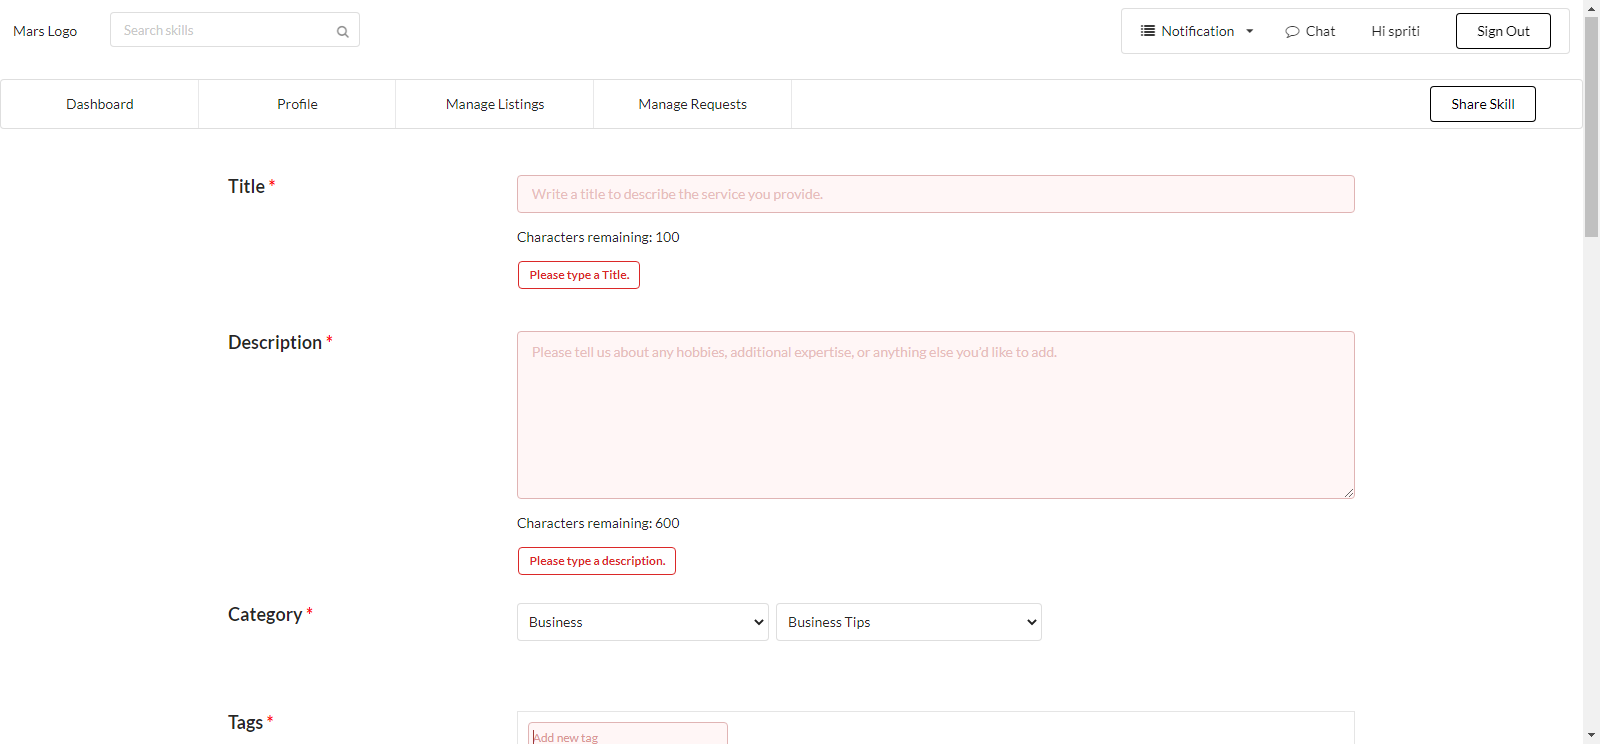 Mars Logo
Search skills
Notification
Chat
Hi spriti
Sign Out
Dashboard
Profile
Manage Listings
Manage Requests
Share Skill
Title *
Write a title to describe the service you provide.
Characters remaining: 100
Please type a Title.
Description *
Please tell us about any hobbies, additional expertise, or anything else you'd like to add.
Characters remaining: 600
Please type a description.
Category *
Business
Business Tips
Tags *
Add new tag